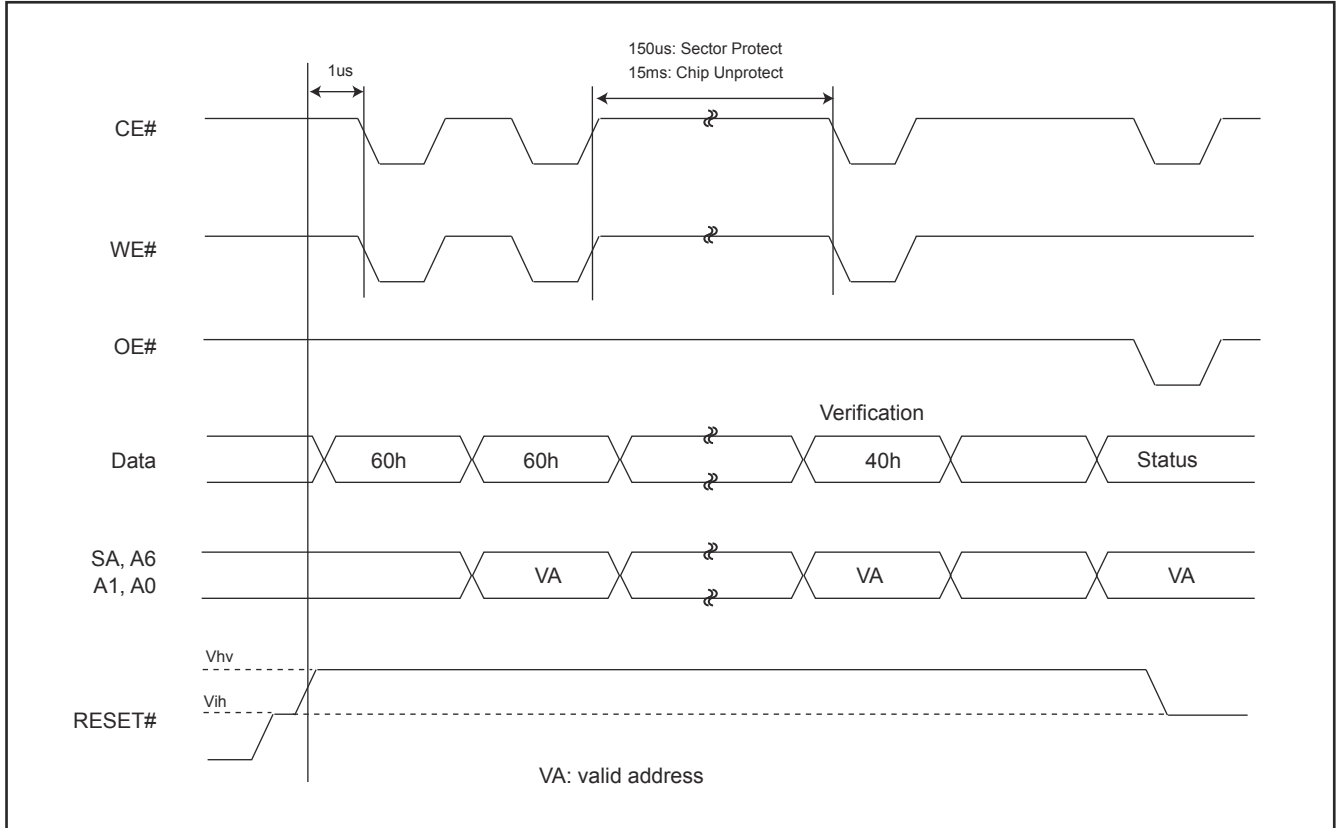 150us: Sector Protect
15ms: Chip Unprotect
1us
CE#
WE#
OE#
Verification
Data
60h
60h
40h
Status
SA, A6
A1, A0
VA
VA
VA
Vhv
Vih
RESET#
VA: valid address